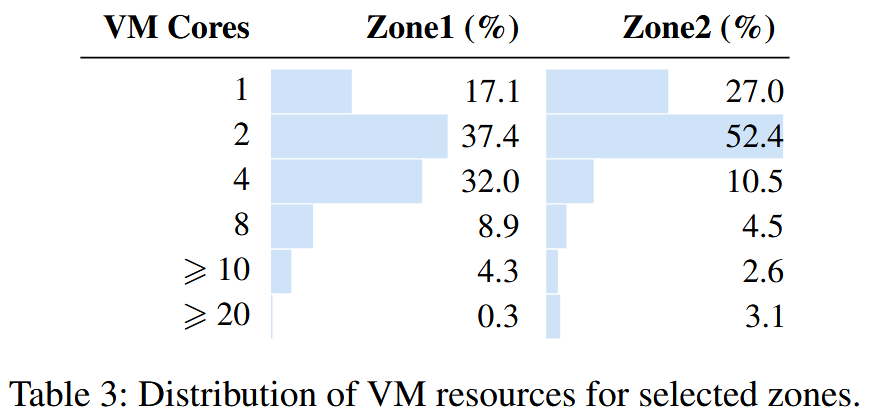 VM Cores Zone1 (%) Zone2 (%)
1 17.1 27.0
2 37.4 52.4
4 32.0 10.5
8 8.9 4.5
⩾ 10 4.3 2.6
⩾ 20 0.3 3.1
Table 3: Distribution of VM resources for selected zones.